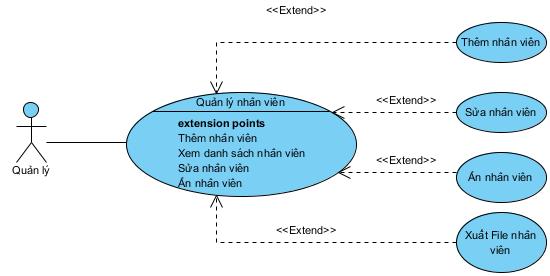 <<Extend>>
Thêm nhân viên
Quản lý nhân viên
<<Extend>>
extension points
Sửa nhân viên
Thêm nhân viên
Xem danh sách nhân viên
<<Extend>>
Quản lý
Sửa nhân viên
Ẩn nhân viên
Ẩn nhân viên
<<Extend>>
Xuất File nhân
viên